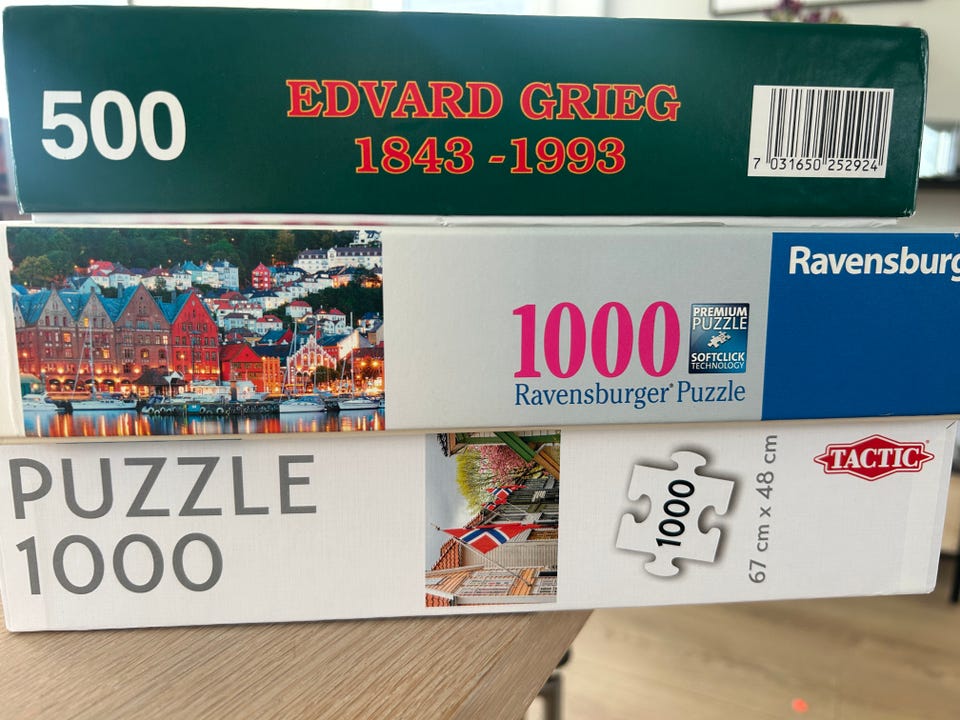 500
EDVARD GRIEG
1843 - 1993
7 031650 252924
1000
PREMIUM
PUZZLE
SOFTCLICK
TECHNOLOGY
Ravensburger® Puzzle
Ravensburg
PUZZLE
1000
1000
67 cm x 48 cm
TACTIC®